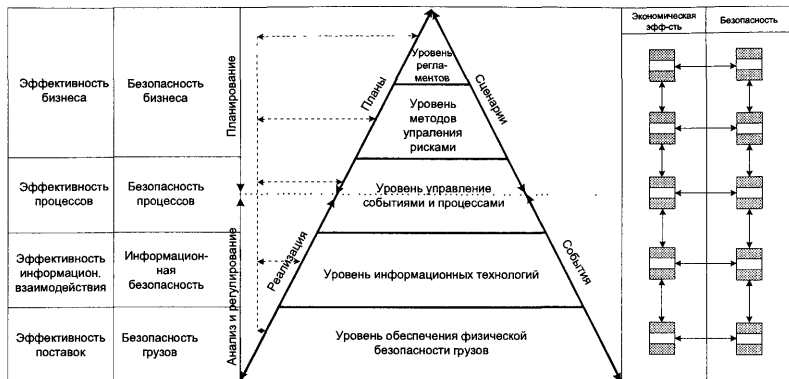 Эффективность
бизнеса
Безопасность
бизнеса
Эффективность
процессов
Безопасность
процессов
Эффективность
информацион.
взаимодействия
Информацион-
ная
безопасность
Эффективность
поставок
Безопасность
грузов
Планирование
Анализ и регулирование
Планы
Реализация
Сценарии
События
Уровень
регла-
ментов
Уровень
методов
упраления
рисками
Уровень управление
событиями и процессами
Уровень информационных технологий
Уровень обеспечения физической
безопасности грузов
Экономическая
эфф-сть
Безопасность